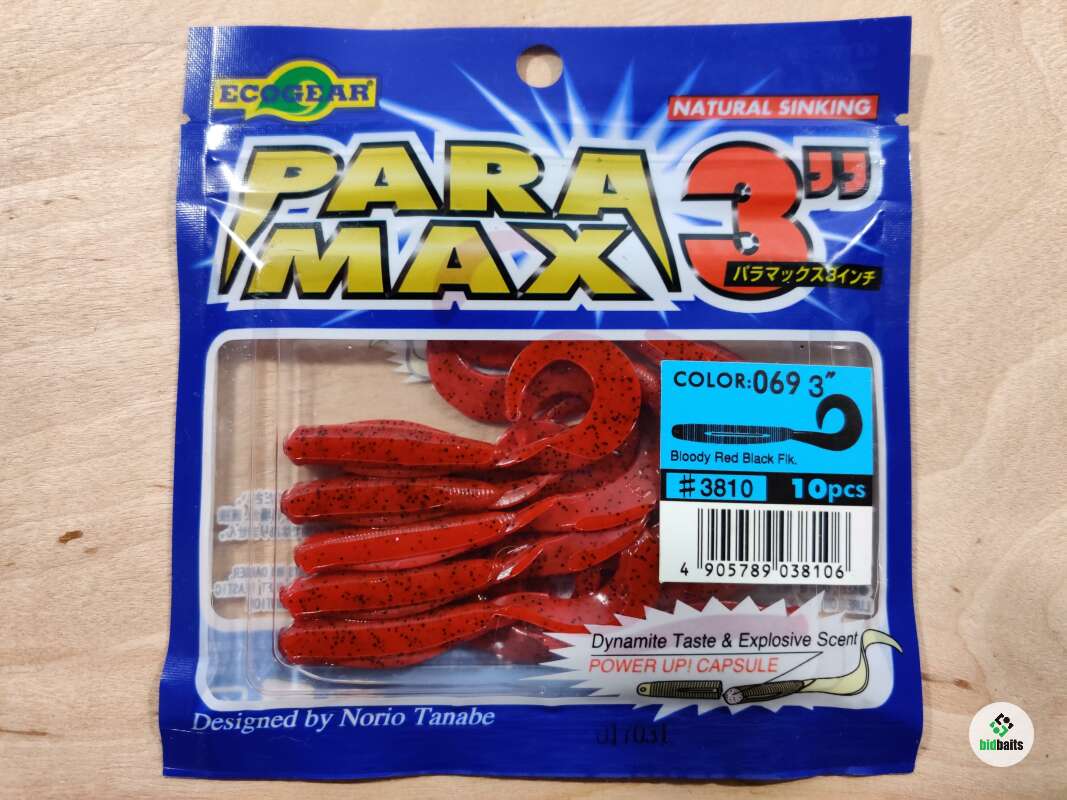 ECOGEAR®
NATURAL SINKING
PARA
MAX
3”
パラマックス3インチ
COLOR:069 3”
Bloody Red Black Flk.
♯3810 10pcs
4 905789 038106
Dynamite Taste & Explosive Scent
POWER UP! CAPSULE
Designed by Norio Tanabe
bidbaits